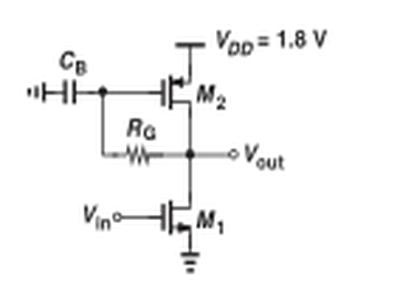 V_DD = 1.8 V
C_B
M_2
R_G
V_out
V_in
M_1